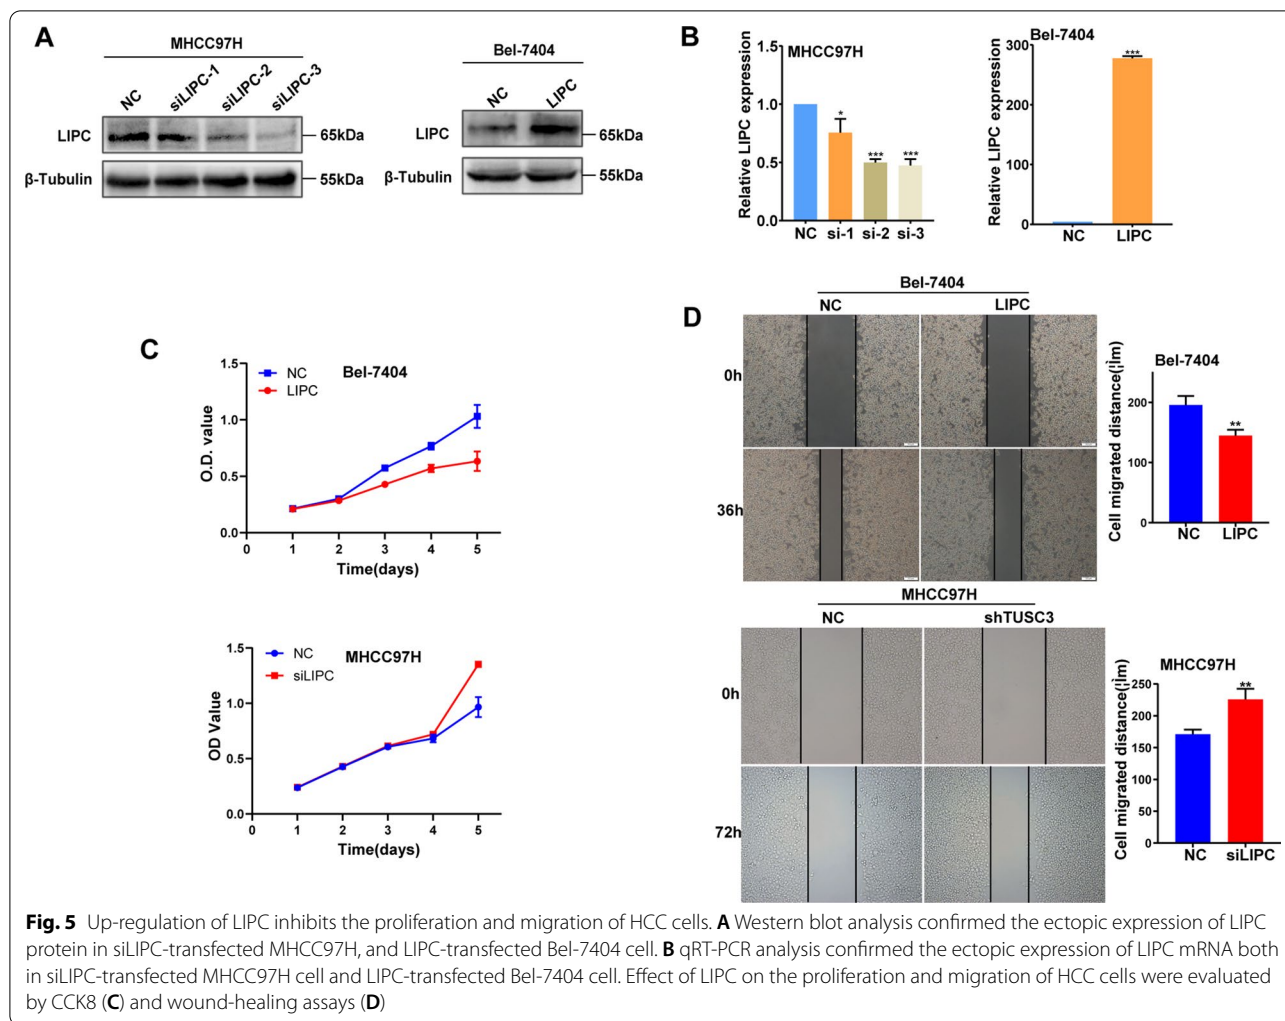 A
MHCC97H
NC
siLIPC-1
siLIPC-2
siLIPC-3
LIPC
65kDa
β-Tubulin
55kDa
Bel-7404
NC
LIPC
LIPC
65kDa
β-Tubulin
55kDa
B
MHCC97H
Relative LIPC expression
1.5
1.0
0.5
0.0
*
***
***
NC si-1 si-2 si-3
Bel-7404
Relative LIPC expression
300
200
100
0
***
NC LIPC
C
Bel-7404
NC
LIPC
O.D. value
1.5
1.0
0.5
0.0
0 1 2 3 4 5
Time(days)
MHCC97H
NC
siLIPC
OD Value
1.5
1.0
0.5
0.0
0 1 2 3 4 5
Time(days)
D
Bel-7404
NC LIPC
0h
36h
Bel-7404
Cell migrated distance(¦Ìm)
200
100
0
**
NC LIPC
MHCC97H
NC shTUSC3
0h
72h
MHCC97H
Cell migrated distance(¦Ìm)
250
200
150
100
50
0
**
NC siLIPC
Fig. 5 Up-regulation of LIPC inhibits the proliferation and migration of HCC cells. A Western blot analysis confirmed the ectopic expression of LIPC
protein in siLIPC-transfected MHCC97H, and LIPC-transfected Bel-7404 cell. B qRT-PCR analysis confirmed the ectopic expression of LIPC mRNA both
in siLIPC-transfected MHCC97H cell and LIPC-transfected Bel-7404 cell. Effect of LIPC on the proliferation and migration of HCC cells were evaluated
by CCK8 (C) and wound-healing assays (D)